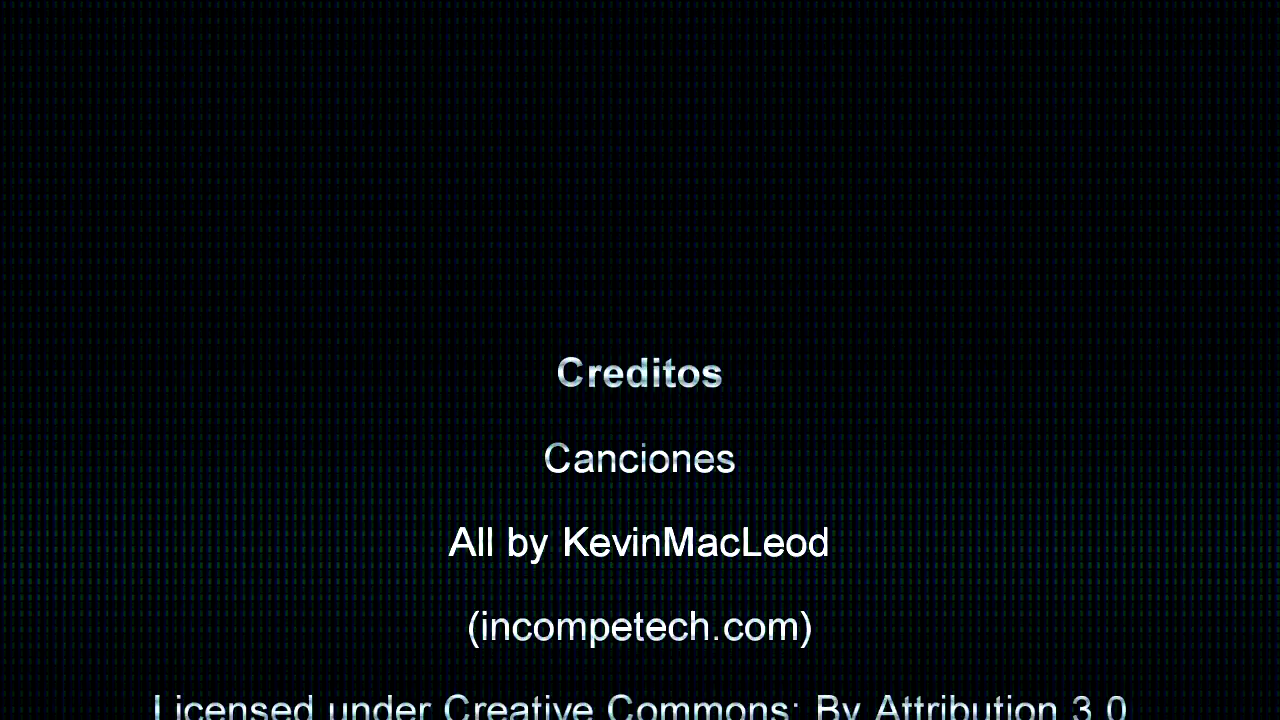 Creditos
Canciones
All by KevinMacLeod
(incompetech.com)
Licensed under Creative Commons: By Attribution 3.0